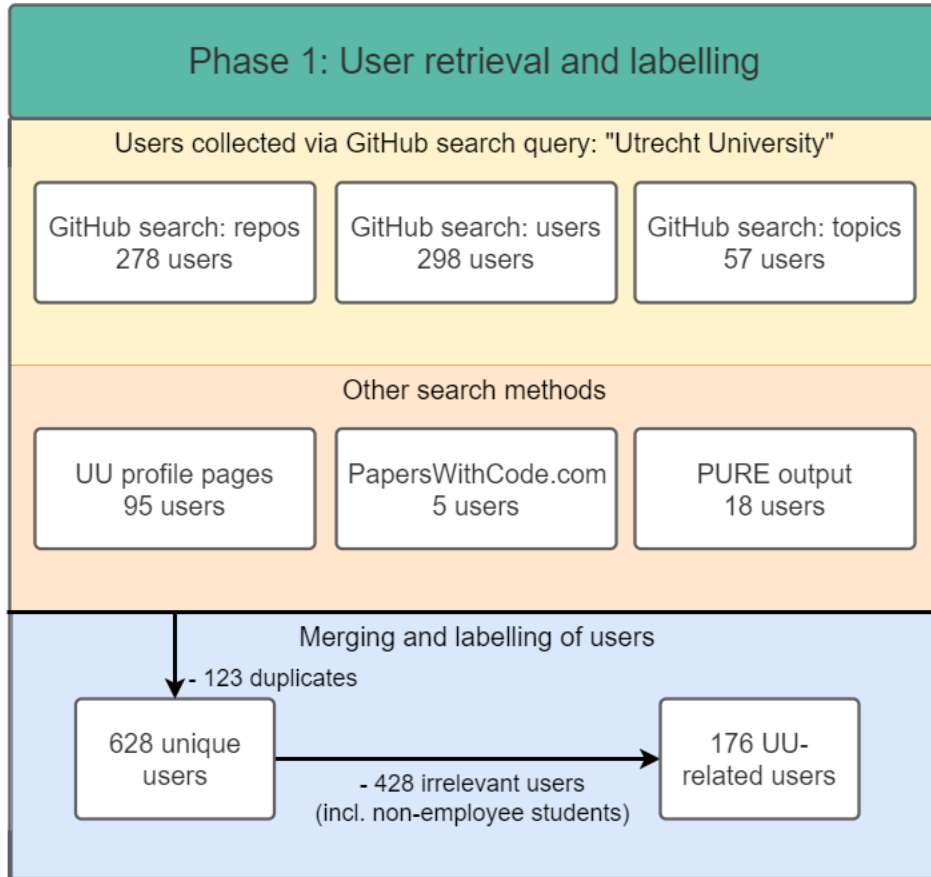 Phase 1: User retrieval and labelling
Users collected via GitHub search query: "Utrecht University"
GitHub search: repos
278 users
GitHub search: users
298 users
GitHub search: topics
57 users
Other search methods
UU profile pages
95 users
PapersWithCode.com
5 users
PURE output
18 users
Merging and labelling of users
- 123 duplicates
628 unique
users
- 428 irrelevant users
(incl. non-employee students)
176 UU-
related users